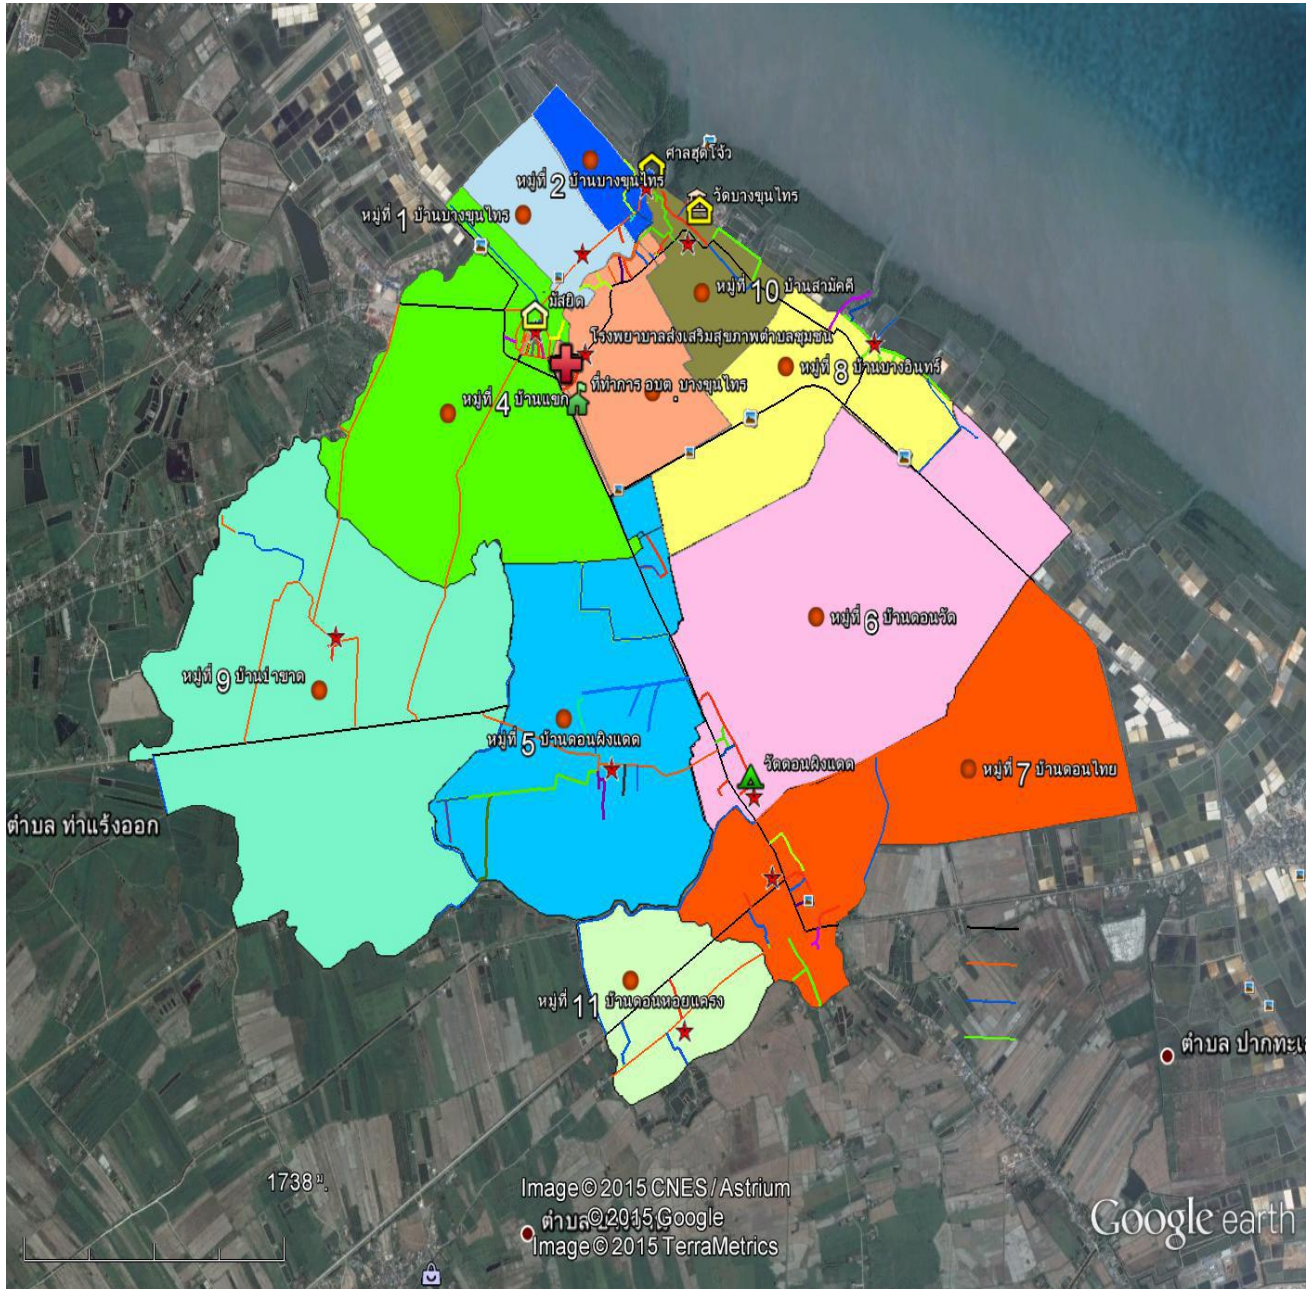 ศาลฮุดโจ้ว
หมู่ที่ 2 บ้านบางขุนไทร
วัดบางขุนไทร
หมู่ที่ 1 บ้านบางขุนไทร
หมู่ที่ 10 บ้านสามัคคี
มัสยิด
โรงพยาบาลส่งเสริมสุขภาพตำบลชุมชน
หมู่ที่ 8 บ้านบางอินทร์
ที่ทำการ อบต. บางขุนไทร
หมู่ที่ 4 บ้านแขก
หมู่ที่ 6 บ้านดอนวัด
หมู่ที่ 9 บ้านนำขาด
หมู่ที่ 5 บ้านดอนผิงแดด
วัดดอนผิงแดด
หมู่ที่ 7 บ้านดอนไทย
ตำบล ท่าแร้งออก
หมู่ที่ 11 บ้านดอนหอยแครง
ตำบล ปากทะเ
1738 ม.
Image © 2015 CNES / Astrium
ตำบล
© 2015 Google
Image © 2015 TerraMetrics
Google earth